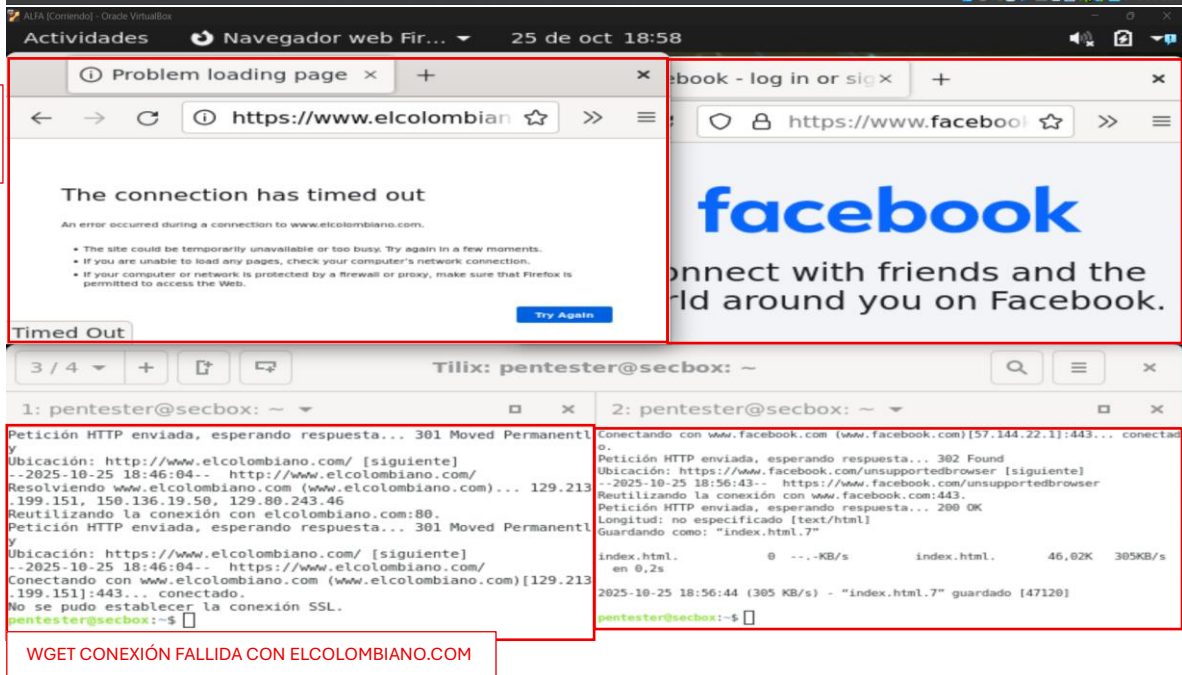 ALFA [Corriendo] - Oracle VirtualBox
Actividades Navegador web Fir... 25 de oct 18:58
Problem loading page
ebook - log in or sig
https://www.elcolombian
https://www.faceboo
The connection has timed out
An error occurred during a connection to www.elcolombiano.com.
• The site could be temporarily unavailable or too busy. Try again in a few moments.
• If you are unable to load any pages, check your computer's network connection.
• If your computer or network is protected by a firewall or proxy, make sure that Firefox is
permitted to access the Web.
Try Again
Timed Out
facebook
onnect with friends and the
rld around you on Facebook.
3 / 4 Tilix: pentester@secbox: ~
1: pentester@secbox: ~
Petición HTTP enviada, esperando respuesta... 301 Moved Permanentl
y
Ubicación: http://www.elcolombiano.com/ [siguiente]
--2025-10-25 18:46:04-- http://www.elcolombiano.com/
Resolviendo www.elcolombiano.com (www.elcolombiano.com)... 129.213
.199.151, 150.136.19.50, 129.80.243.46
Reutilizando la conexión con elcolombiano.com:80.
Petición HTTP enviada, esperando respuesta... 301 Moved Permanentl
y
Ubicación: https://www.elcolombiano.com/ [siguiente]
--2025-10-25 18:46:04-- https://www.elcolombiano.com/
Conectando con www.elcolombiano.com (www.elcolombiano.com)[129.213
.199.151]:443... conectado.
No se pudo establecer la conexión SSL.
pentester@secbox:~$
2: pentester@secbox: ~
Conectando con www.facebook.com (www.facebook.com)[57.144.22.1]:443... conectad
o.
Petición HTTP enviada, esperando respuesta... 302 Found
Ubicación: https://www.facebook.com/unsupportedbrowser [siguiente]
--2025-10-25 18:56:43-- https://www.facebook.com/unsupportedbrowser
Reutilizando la conexión con www.facebook.com:443.
Petición HTTP enviada, esperando respuesta... 200 OK
Longitud: no especificado [text/html]
Guardando como: “index.html.7”
index.html. 0 --.-KB/s index.html. 46,02K 305KB/s
en 0,2s
2025-10-25 18:56:44 (305 KB/s) - “index.html.7” guardado [47120]
pentester@secbox:~$
WGET CONEXIÓN FALLIDA CON ELCOLOMBIANO.COM